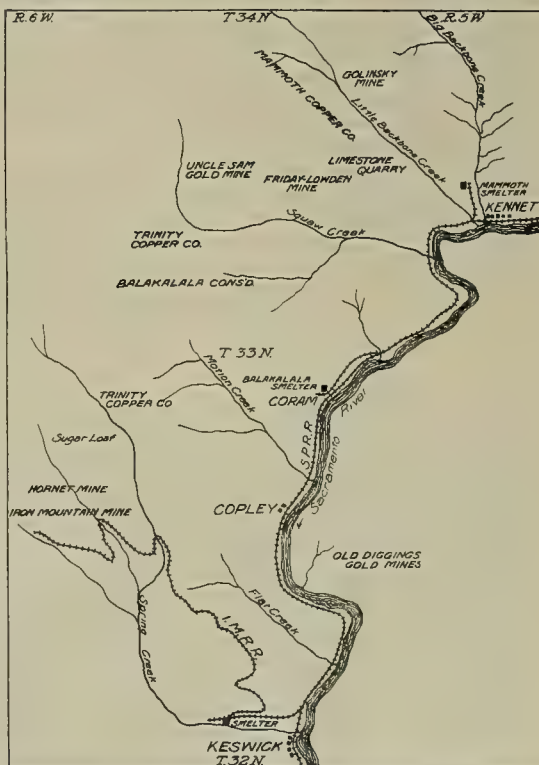 R. 6 W.
T 34 N
R. 5 W
Big Backbone Creek
GOLINSKY
MINE
MAMMOTH COPPER CO.
Little Backbone Creek
UNCLE SAM
GOLD MINE
LIMESTONE
QUARRY
FRIDAY-LOWDEN
MINE
MAMMOTH
SMELTER
KENNET
Squaw Creek
TRINITY
COPPER CO.
BALAKALALA CONS'D.
T 33 N.
Motion Creek
BALAKALALA
SMELTER
CORAM
River
TRINITY
COPPER CO
Sugar Loaf
S.P.R.R.
Sacramento
HORNET MINE
IRON MOUNTAIN MINE
COPLEY
OLD DIGGINGS
GOLD MINES
Flat Creek
Spring
Creek
I.M.R.R.
SMELTER
KESWICK
T. 32 N.